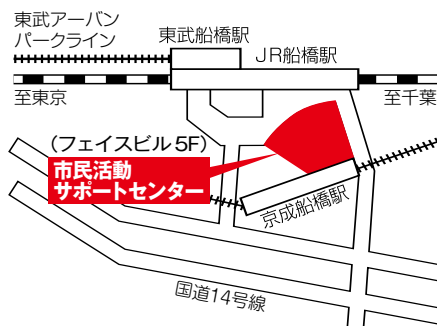 東武アーバン
パークライン
東武船橋駅
JR船橋駅
至東京
至千葉
(フェイスビル5F)
市民活動
サポートセンター
京成船橋駅
国道14号線